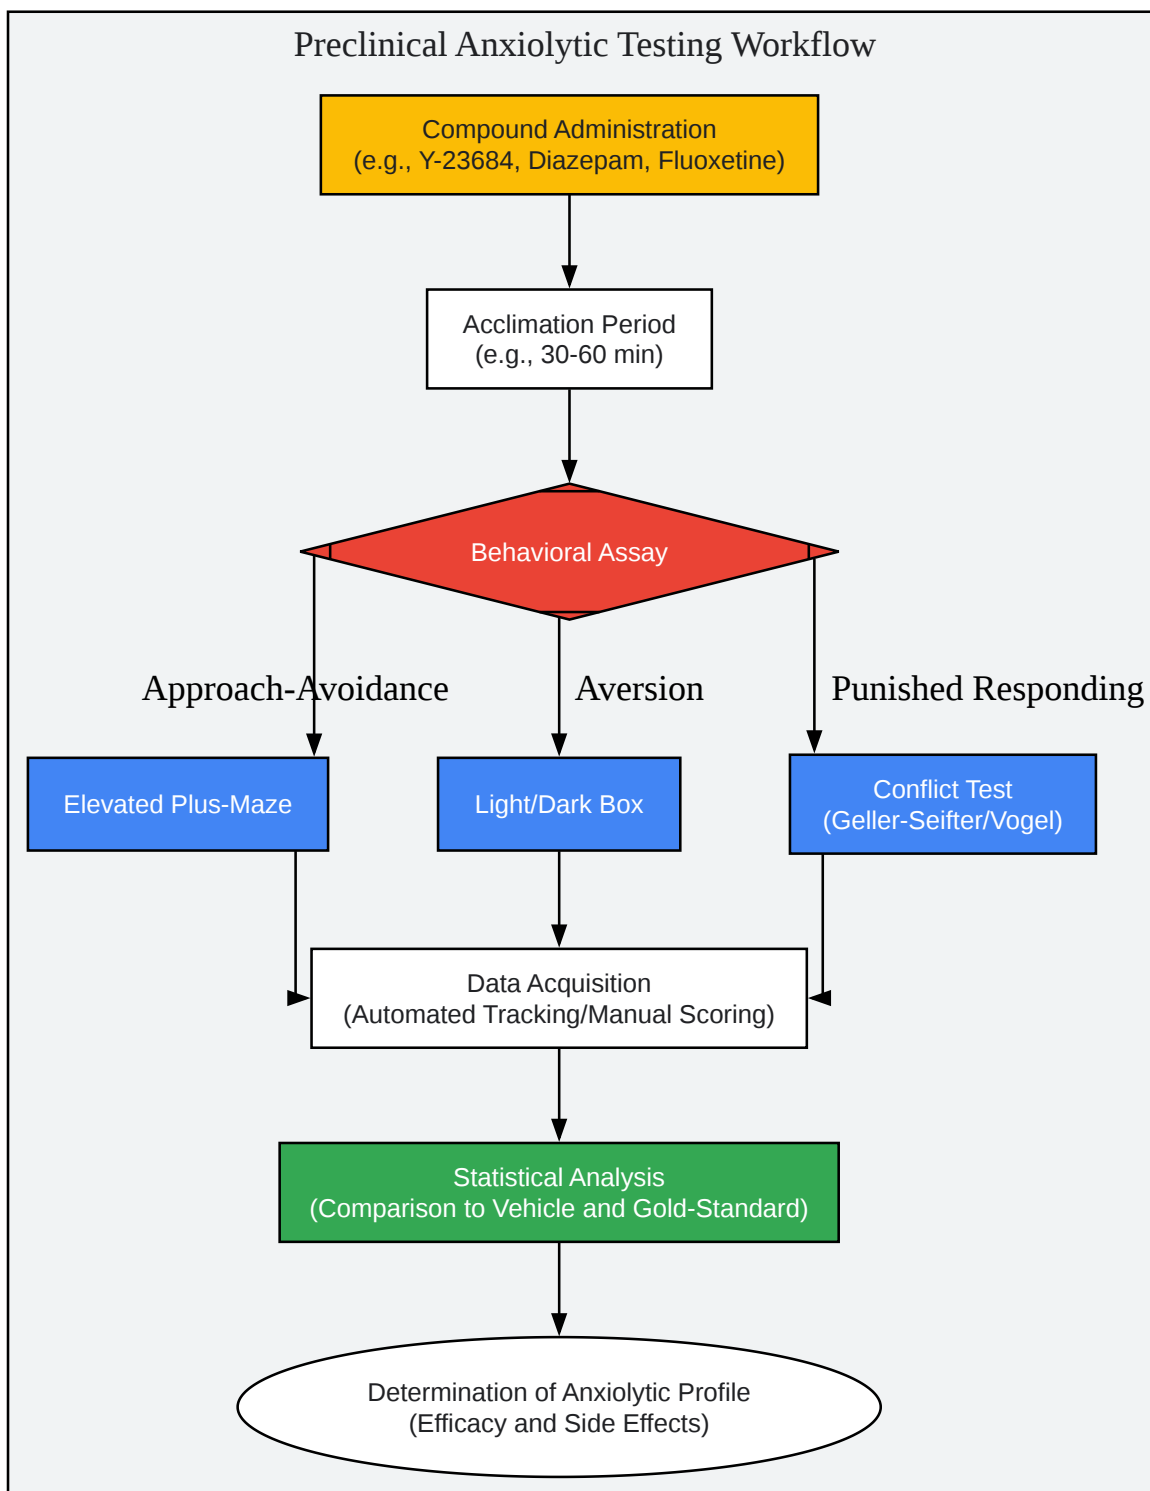 Preclinical Anxiolytic Testing Workflow
Compound Administration
(e.g., Y-23684, Diazepam, Fluoxetine)
Acclimation Period
(e.g., 30-60 min)
Behavioral Assay
Approach-Avoidance
Aversion
Punished Responding
Elevated Plus-Maze
Light/Dark Box
Conflict Test
(Geller-Seifter/Vogel)
Data Acquisition
(Automated Tracking/Manual Scoring)
Statistical Analysis
(Comparison to Vehicle and Gold-Standard)
Determination of Anxiolytic Profile
(Efficacy and Side Effects)